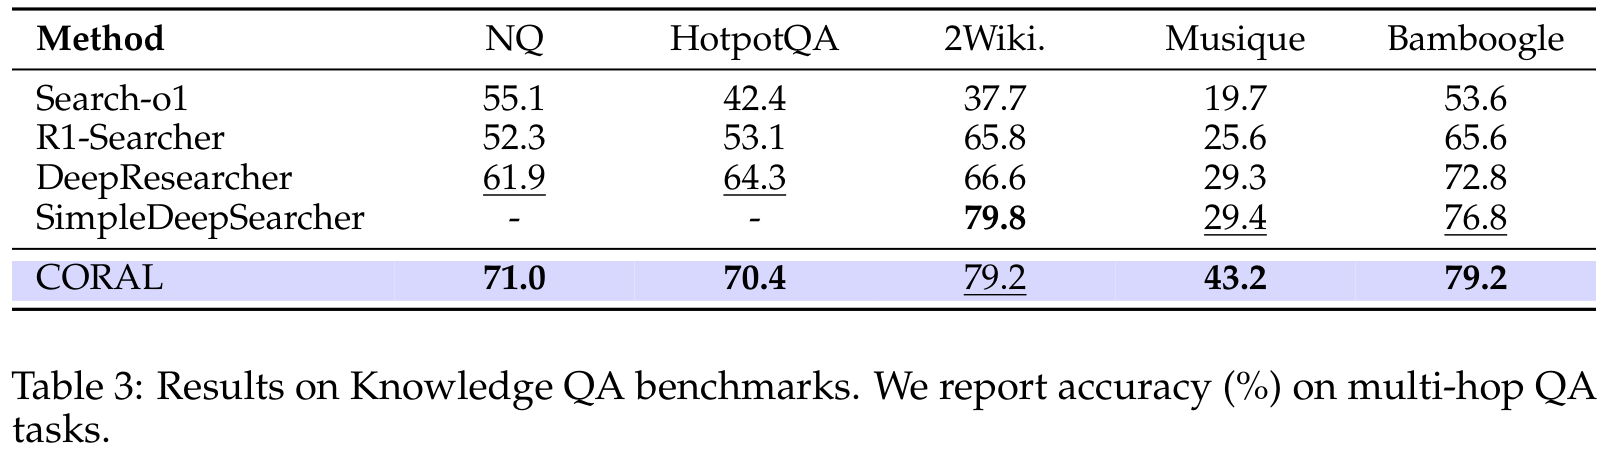 Method NQ HotpotQA 2Wiki. Musique Bamboogle
Search-o1 55.1 42.4 37.7 19.7 53.6
R1-Searcher 52.3 53.1 65.8 25.6 65.6
DeepResearcher 61.9 64.3 66.6 29.3 72.8
SimpleDeepSearcher - - 79.8 29.4 76.8
CORAL 71.0 70.4 79.2 43.2 79.2
Table 3: Results on Knowledge QA benchmarks. We report accuracy (%) on multi-hop QA
tasks.